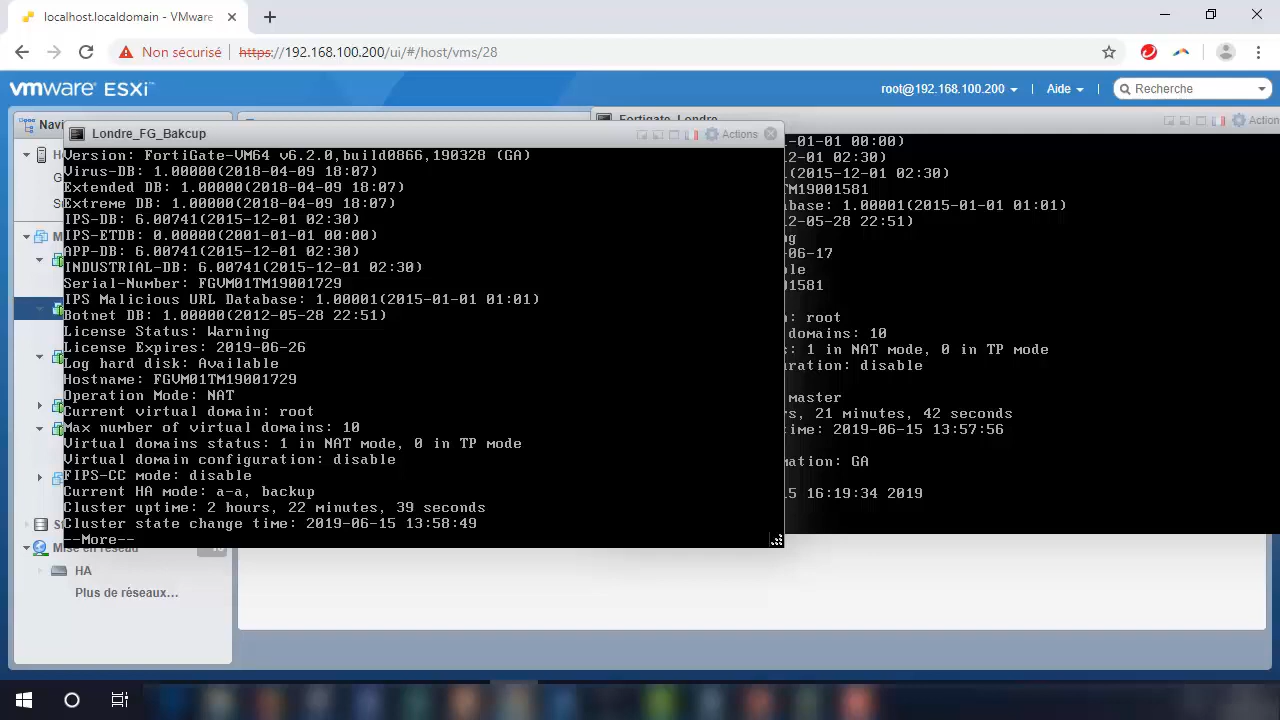 localhost.localdomain - VMware
Non sécurisé
https://192.168.100.200/ui/#/host/vms/28
vmware ESXi™
root@192.168.100.200
Aide
Recherche
Navi
Fortigate_Londre
Action
Londre_FG_Bakcup
Actions
Version: FortiGate-VM64 v6.2.0,build0866,190328 (GA)
Virus-DB: 1.00000(2018-04-09 18:07)
Extended DB: 1.00000(2018-04-09 18:07)
Extreme DB: 1.00000(2018-04-09 18:07)
IPS-DB: 6.00741(2015-12-01 02:30)
IPS-ETDB: 0.00000(2001-01-01 00:00)
APP-DB: 6.00741(2015-12-01 02:30)
INDUSTRIAL-DB: 6.00741(2015-12-01 02:30)
Serial-Number: FGVM01TM19001729
IPS Malicious URL Database: 1.00001(2015-01-01 01:01)
Botnet DB: 1.00000(2012-05-28 22:51)
License Status: Warning
License Expires: 2019-06-26
Log hard disk: Available
Hostname: FGVM01TM19001729
Operation Mode: NAT
Current virtual domain: root
Max number of virtual domains: 10
Virtual domains status: 1 in NAT mode, 0 in TP mode
Virtual domain configuration: disable
FIPS-CC mode: disable
Current HA mode: a-a, backup
Cluster uptime: 2 hours, 22 minutes, 39 seconds
Cluster state change time: 2019-06-15 13:58:49
--More--
-01-01 00:00)
12-01 02:30)
(2015-12-01 02:30)
TM19001581
abase: 1.00001(2015-01-01 01:01)
12-05-28 22:51)
ng
-06-17
le
001581
: root
domains: 10
s: 1 in NAT mode, 0 in TP mode
uration: disable
master
rs, 21 minutes, 42 seconds
time: 2019-06-15 13:57:56
mation: GA
15 16:19:34 2019
Mise en réseau
HA
Plus de réseaux...